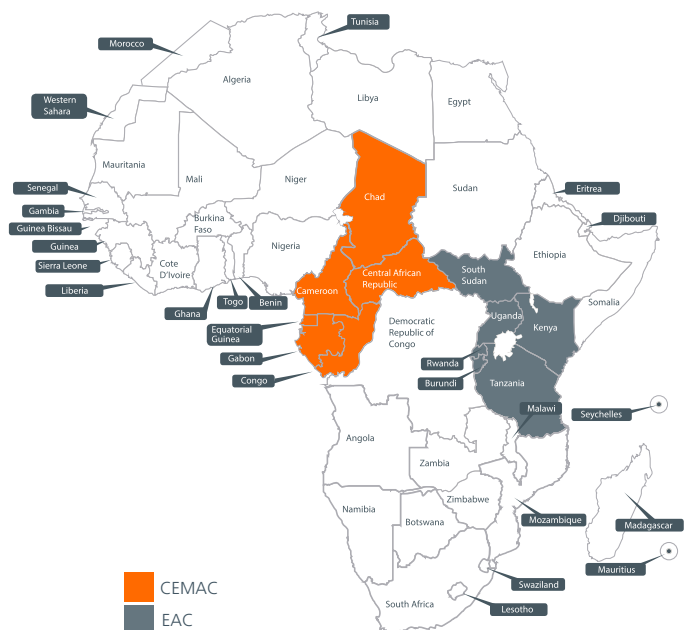 Tunisia
Morocco
Algeria
Libya
Egypt
Western
Sahara
Mauritania
Mali
Niger
Chad
Sudan
Eritrea
Senegal
Gambia
Guinea Bissau
Guinea
Sierra Leone
Liberia
Burkina
Faso
Cote
D'Ivoire
Nigeria
Djibouti
Ethiopia
Somalia
Central African
Republic
South
Sudan
Cameroon
Ghana
Togo
Benin
Equatorial
Guinea
Gabon
Congo
Democratic
Republic of
Congo
Uganda
Kenya
Rwanda
Burundi
Tanzania
Malawi
Seychelles
Angola
Zambia
Namibia
Zimbabwe
Botswana
Mozambique
Madagascar
Mauritius
Swaziland
Lesotho
South Africa
CEMAC
EAC